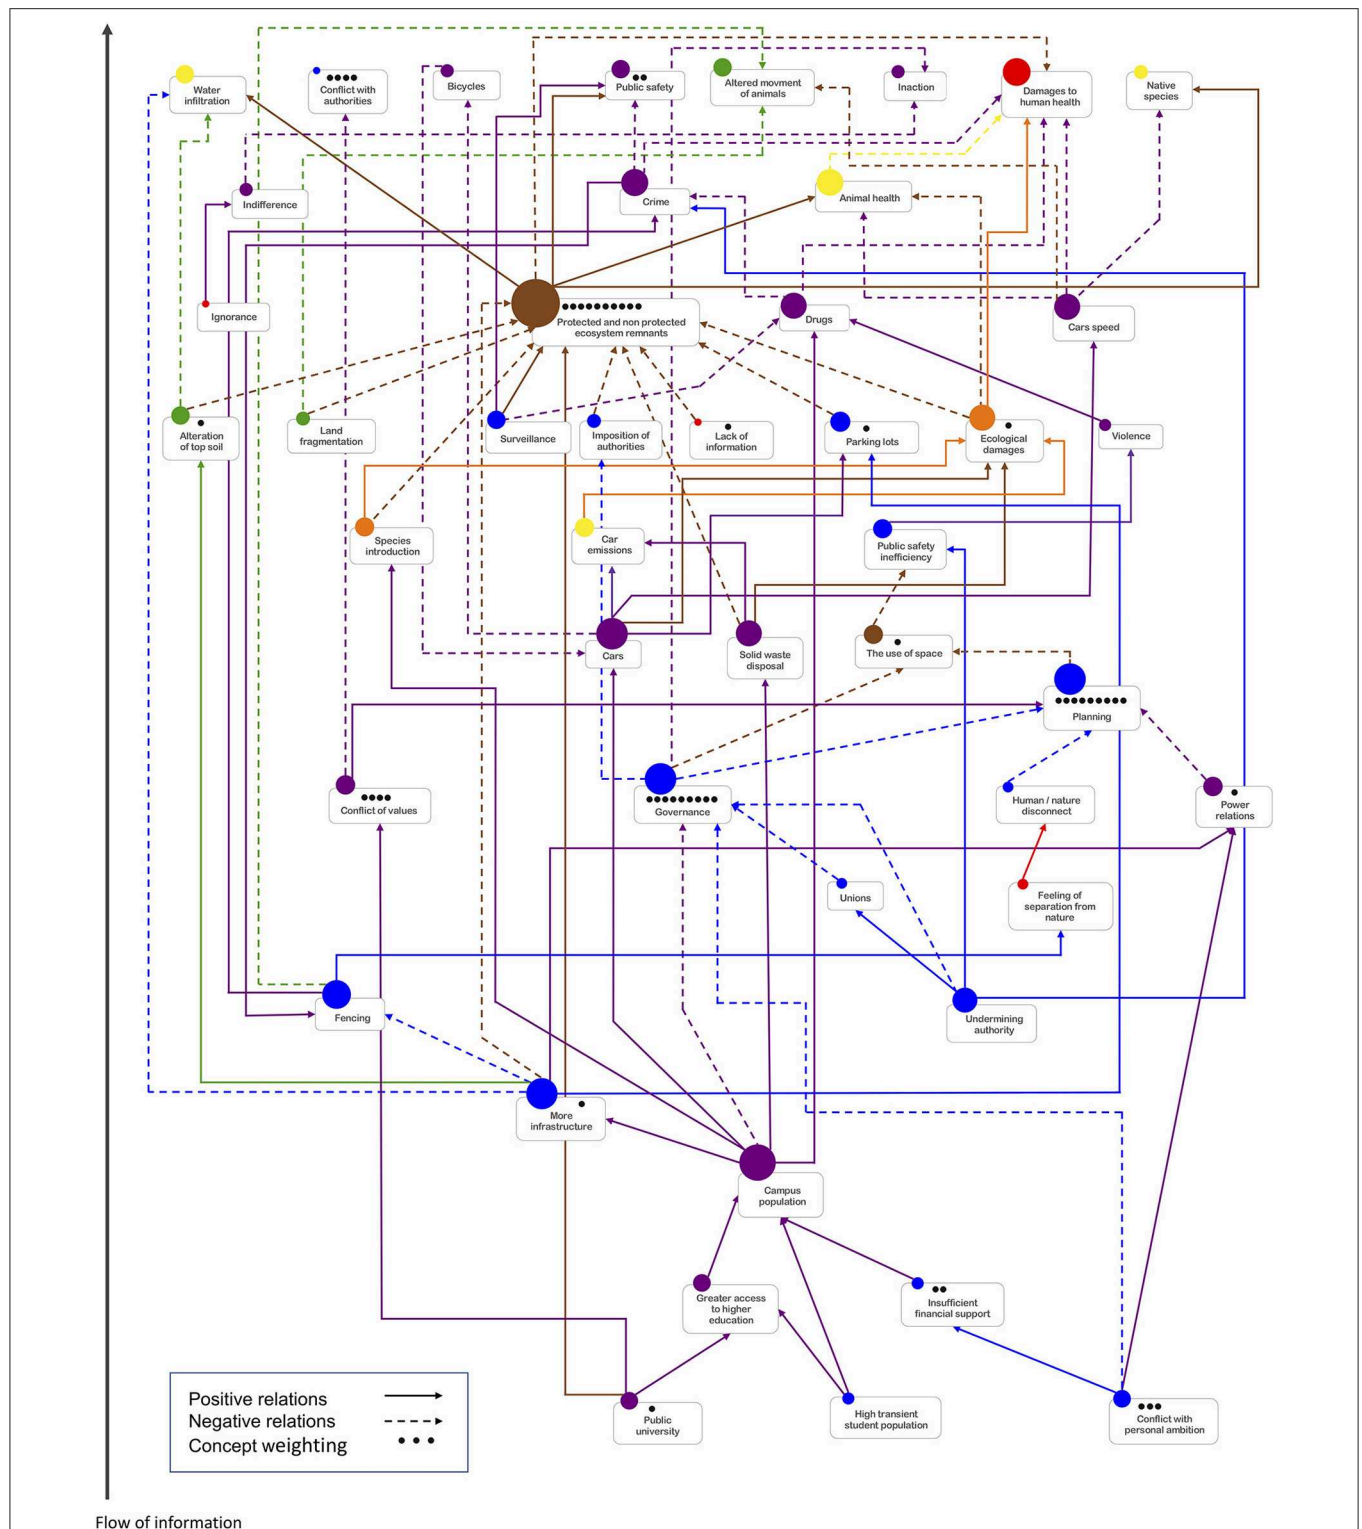 Water
infiltration
Conflict with
authorities
Bicycles
Public safety
Altered movment
of animals
Inaction
Damages to
human health
Native
species
Indifference
Crime
Animal health
Ignorance
Protected and non protected
ecosystem remnants
Drugs
Cars speed
Alteration
of top soil
Land
fragmentation
Surveillance
Imposition of
authorities
Lack of
information
Parking lots
Ecological
damages
Violence
Species
introduction
Car
emissions
Public safety
inefficiency
Cars
Solid waste
disposal
The use of space
Planning
Conflict of values
Governance
Human / nature
disconnect
Power
relations
Unions
Feeling of
separation from
nature
Fencing
Undermining
authority
More
infrastructure
Campus
population
Greater access
to higher
education
Insufficient
financial support
Public
university
High transient
student population
Conflict with
personal ambition
Positive relations
Negative relations
Concept weighting
Flow of information